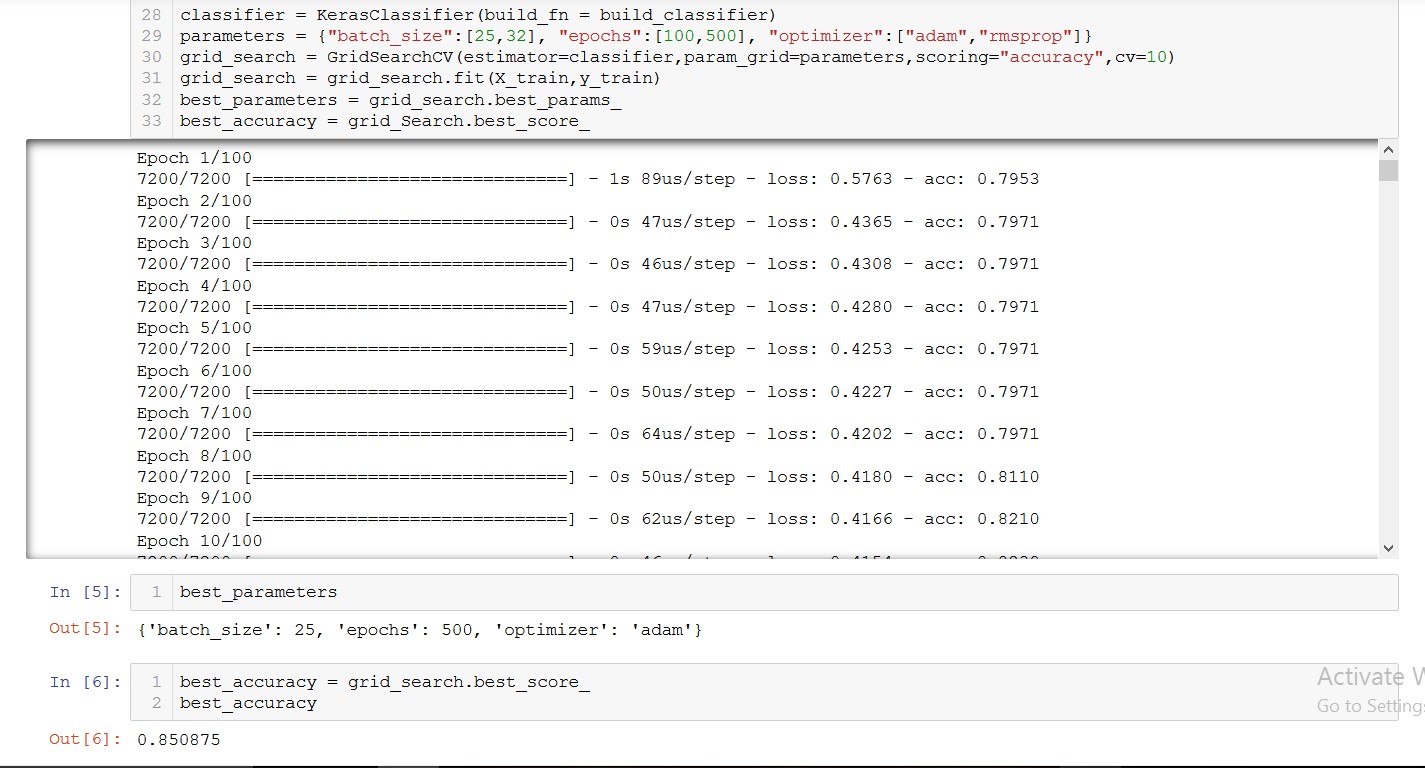 28 classifier = KerasClassifier(build_fn = build_classifier)
29 parameters = {"batch_size":[25,32], "epochs":[100,500], "optimizer":["adam","rmsprop"]}
30 grid_search = GridSearchCV(estimator=classifier,param_grid=parameters,scoring="accuracy",cv=10)
31 grid_search = grid_search.fit(X_train,y_train)
32 best_parameters = grid_search.best_params_
33 best_accuracy = grid_Search.best_score_
Epoch 1/100
7200/7200 [==============================] - 1s 89us/step - loss: 0.5763 - acc: 0.7953
Epoch 2/100
7200/7200 [==============================] - 0s 47us/step - loss: 0.4365 - acc: 0.7971
Epoch 3/100
7200/7200 [==============================] - 0s 46us/step - loss: 0.4308 - acc: 0.7971
Epoch 4/100
7200/7200 [==============================] - 0s 47us/step - loss: 0.4280 - acc: 0.7971
Epoch 5/100
7200/7200 [==============================] - 0s 59us/step - loss: 0.4253 - acc: 0.7971
Epoch 6/100
7200/7200 [==============================] - 0s 50us/step - loss: 0.4227 - acc: 0.7971
Epoch 7/100
7200/7200 [==============================] - 0s 64us/step - loss: 0.4202 - acc: 0.7971
Epoch 8/100
7200/7200 [==============================] - 0s 50us/step - loss: 0.4180 - acc: 0.8110
Epoch 9/100
7200/7200 [==============================] - 0s 62us/step - loss: 0.4166 - acc: 0.8210
Epoch 10/100
In [5]: 1 best_parameters
Out[5]: {'batch_size': 25, 'epochs': 500, 'optimizer': 'adam'}
In [6]: 1 best_accuracy = grid_search.best_score_
2 best_accuracy
Activate W
Go to Settings
Out[6]: 0.850875